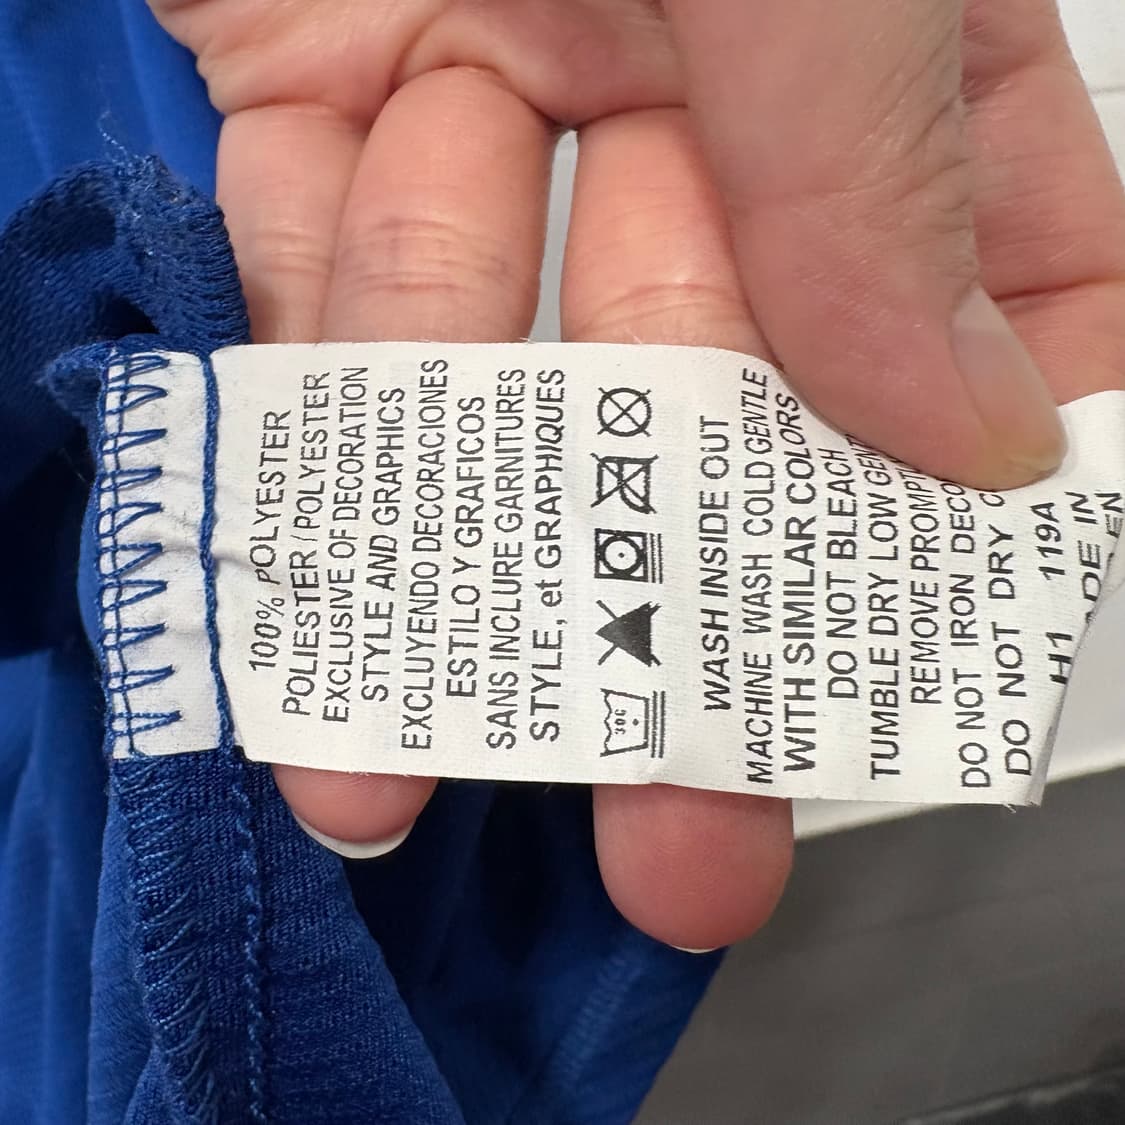 100% POLYESTER
POLIESTER / POLYESTER
EXCLUSIVE OF DECORATION
STYLE AND GRAPHICS
EXCLUYENDO DECORACIONES
ESTILO Y GRAFICOS
SANS INCLURE GARNITURES
STYLE, et GRAPHIQUES
30C
WASH INSIDE OUT
MACHINE WASH COLD GENTLE
WITH SIMILAR COLORS
DO NOT BLEACH
TUMBLE DRY LOW
REMOVE
DO NOT IRON
DO NOT DRY
H1 119A
IN